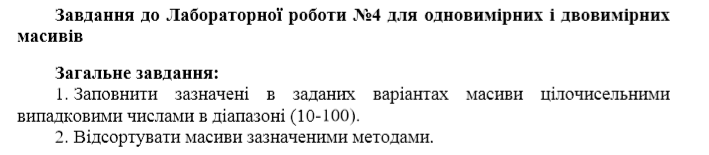 Завдання до Лабораторної роботи №4 для одновимірних і двовимірних
масивів
Загальне завдання:
1. Заповнити зазначені в заданих варіантах масиви цілочисельними
випадковими числами в діапазоні (10-100).
2. Відсортувати масиви зазначеними методами.